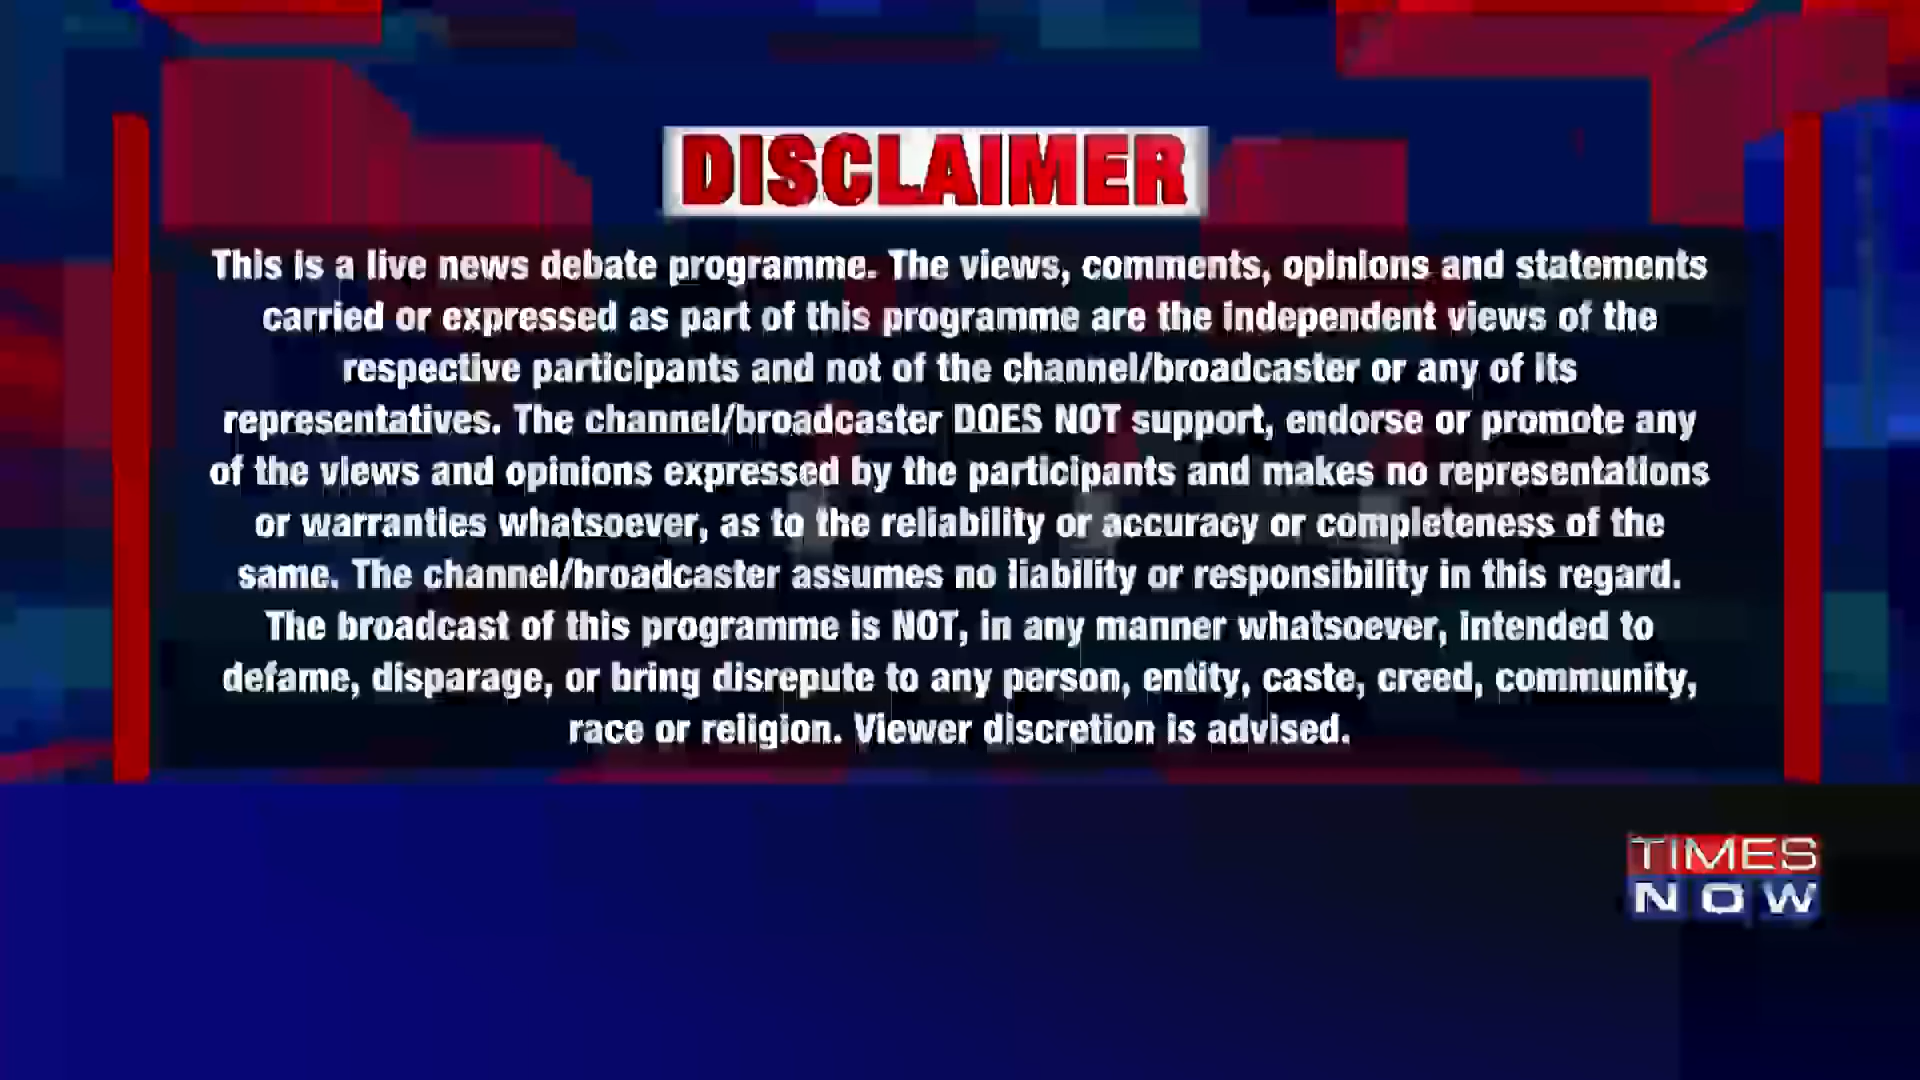 DISCLAIMER
This is a live news debate programme. The views, comments, opinions and statements
carried or expressed as part of this programme are the independent views of the
respective participants and not of the channel/broadcaster or any of its
representatives. The channel/broadcaster DOES NOT support, endorse or promote any
of the views and opinions expressed by the participants and makes no representations
or warranties whatsoever, as to the reliability or accuracy or completeness of the
same. The channel/broadcaster assumes no liability or responsibility in this regard.
The broadcast of this programme is NOT, in any manner whatsoever, intended to
defame, disparage, or bring disrepute to any person, entity, caste, creed, community,
race or religion. Viewer discretion is advised.
TIMES
NOW